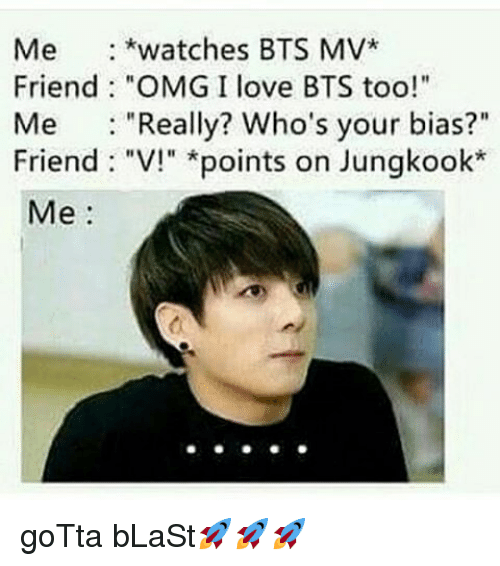 Me : *watches BTS MV*
Friend : "OMG I love BTS too!"
Me : "Really? Who's your bias?"
Friend : "V!" *points on Jungkook*
Me :
. . . . .
goTta bLaSt🚀🚀🚀